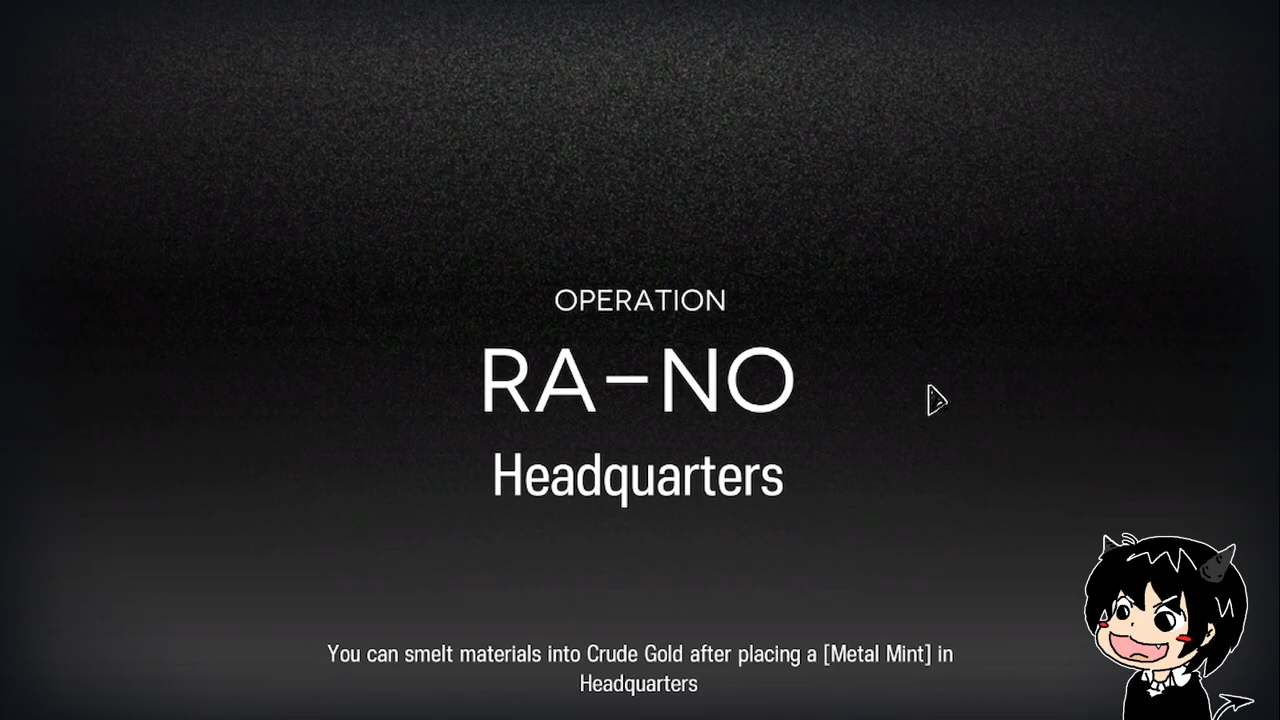 OPERATION
RA–NO
Headquarters
You can smelt materials into Crude Gold after placing a [Metal Mint] in
Headquarters